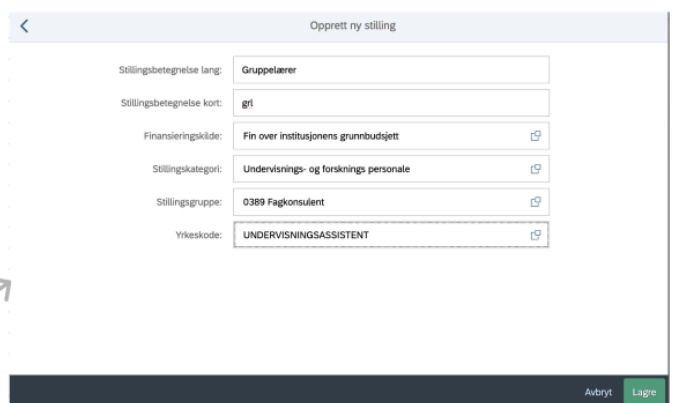 Opprett ny stilling
Stillingsbetegnelse lang: Gruppelærer
Stillingsbetegnelse kort: grl
Finansieringskilde: Fin over institusjonens grunnbudsjett
Stillingskategori: Undervisnings- og forsknings personale
Stillingsgruppe: 0389 Fagkonsulent
Yrkeskode: UNDERVISNINGSASSISTENT
Avbryt Lagre